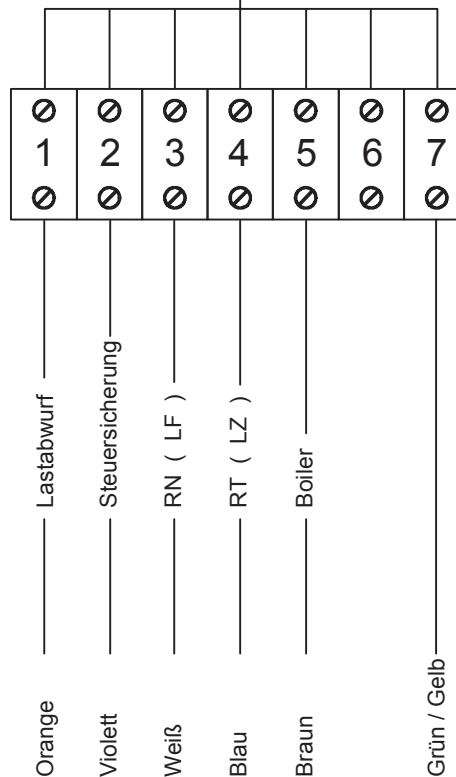 1 2 3 4 5 6 7
Lastabwurf
Steuersicherung
RN ( LF )
RT ( LZ )
Boiler
Orange
Violett
Weiß
Blau
Braun
Grün / Gelb